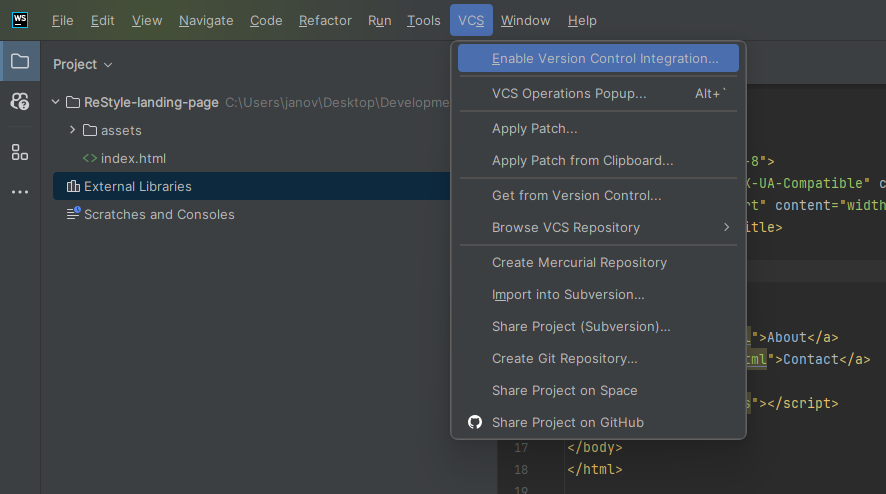 WS File Edit View Navigate Code Refactor Run Tools VCS Window Help
Project
ReStyle-landing-page C:\Users\janov\Desktop\Developme
assets
index.html
External Libraries
Scratches and Consoles
Enable Version Control Integration...
VCS Operations Popup... Alt+`
Apply Patch...
Apply Patch from Clipboard...
Get from Version Control...
Browse VCS Repository
Create Mercurial Repository
Import into Subversion...
Share Project (Subversion)...
Create Git Repository...
Share Project on Space
Share Project on GitHub
-8">
X-UA-Compatible" c
rt" content="width
itle>
">About</a>
tml">Contact</a>
s"></script>
17 </body>
18 </html>
19